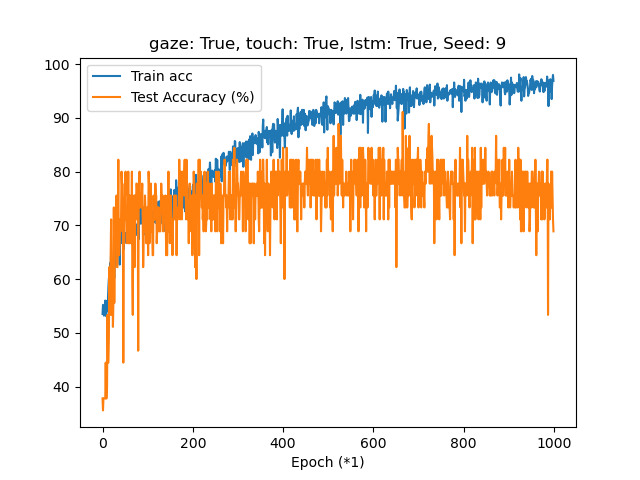 gaze: True, touch: True, lstm: True, Seed: 9
Train acc
Test Accuracy (%)
100
90
80
70
60
50
40
0 200 400 600 800 1000
Epoch (*1)